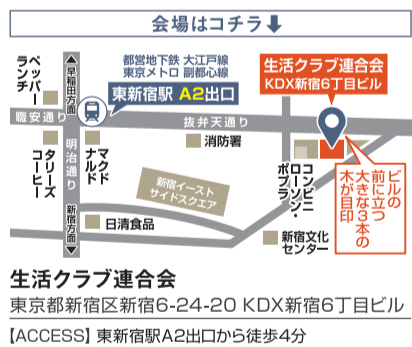 会場はコチラ
都営地下鉄 大江戸線
東京メトロ 副都心線
東新宿駅 A2出口
生活クラブ連合会
KDX新宿6丁目ビル
ペッパー
ランチ
早稲田方面
職安通り
抜弁天通り
タリーズ
コーヒー
明治通り
マクド
ナルド
消防署
コンビニ
ローソン・
ポプラ
ビルの
前に立つ
大きな3本の
木が目印
新宿イースト
サイドスクエア
新宿方面
日清食品
新宿文化
センター
生活クラブ連合会
東京都新宿区新宿6-24-20 KDX新宿6丁目ビル
【ACCESS】東新宿駅A2出口から徒歩4分